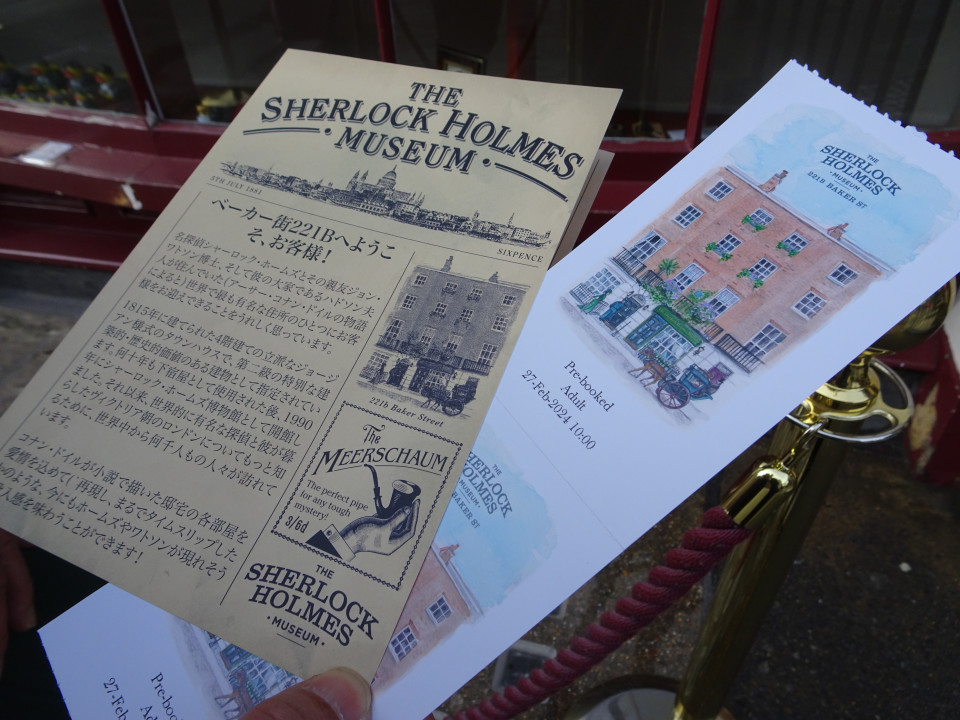 THE
SHERLOCK HOLMES
MUSEUM
5TH JULY 1881
SIXPENCE
ベーカー街221Bへようこ
そ、お客様！
名探偵シャーロック・ホームズとその親友ジョン・
ワトソン博士、そして彼の大家であるハドソン夫
人が住んでいた(アーサー・コナン・ドイルの物語
によると)世界で最も有名な住所のひとつにお客
様をお迎えできることをうれしく思っています。
1815年に建てられた4階建ての立派なジョージ
アン様式のタウンハウスで、第二級の特別な建
築的・歴史的価値のある建物として指定されてい
ます。何十年も下宿屋として使用された後、1990
年にシャーロック・ホームズ博物館として開館し
ました。それ以来、世界的に有名な探偵と彼が暮
らしたヴィクトリア朝のロンドンについてもっと知
るために、世界中から何千人もの人々が訪れて
います。
コナン・ドイルが小説で描いた邸宅の各部屋を
愛情を込めて再現し、まるでタイムスリップした
のような、今にもホームズやワトソンが現れそう
な没入感を味わうことができます！
221b Baker Street
The
MEERSCHAUM
The perfect pipe
for any tough
mystery!
3/6d
THE
SHERLOCK
HOLMES
MUSEUM
THE
SHERLOCK
HOLMES
MUSEUM
221B BAKER ST
Pre-booked
Adult
27-Feb-2024 10:00
THE
SHERLOCK
HOLMES
MUSEUM
221B BAKER ST